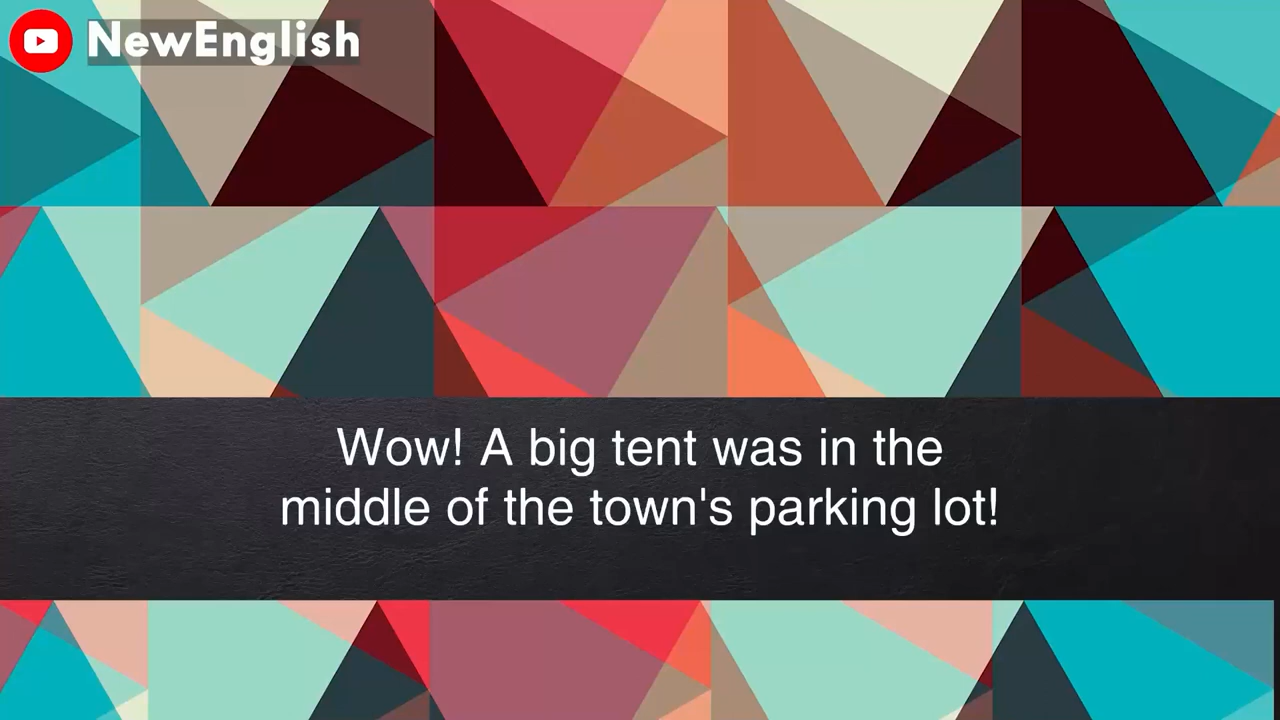 NewEnglish
Wow! A big tent was in the
middle of the town's parking lot!